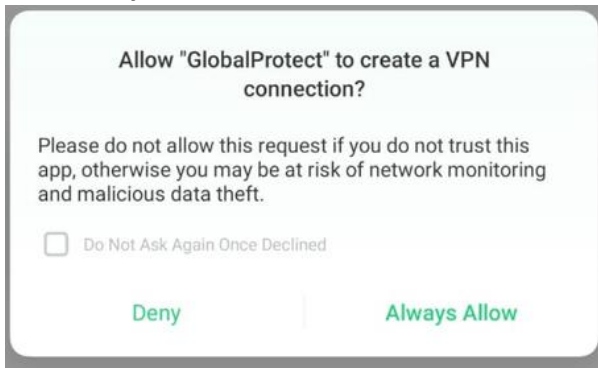 Allow "GlobalProtect" to create a VPN
connection?
Please do not allow this request if you do not trust this
app, otherwise you may be at risk of network monitoring
and malicious data theft.
Do Not Ask Again Once Declined
Deny
Always Allow